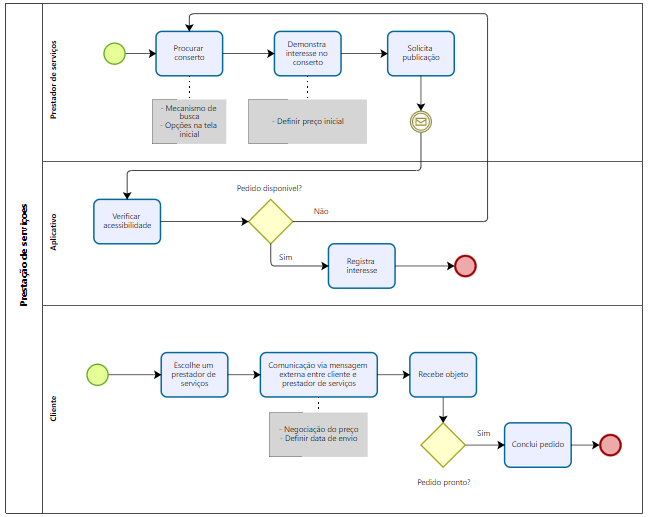 Prestação de serviçoes
Prestador de serviços
Procurar
conserto
Demonstra
interesse no
conserto
Solicita
publicação
- Mecanismo de
busca
- Opções na tela
inicial
- Definir preço inicial
Aplicativo
Verificar
acessibilidade
Pedido disponivel?
Não
Sim
Registra
interesse
Cliente
Escolhe um
prestador de
serviços
Comunicação via mensagem
externa entre cliente e
prestador de serviços
Recebe objeto
- Negociação do preço
- Definir data de envio
Sim
Conclui pedido
Pedido pronto?